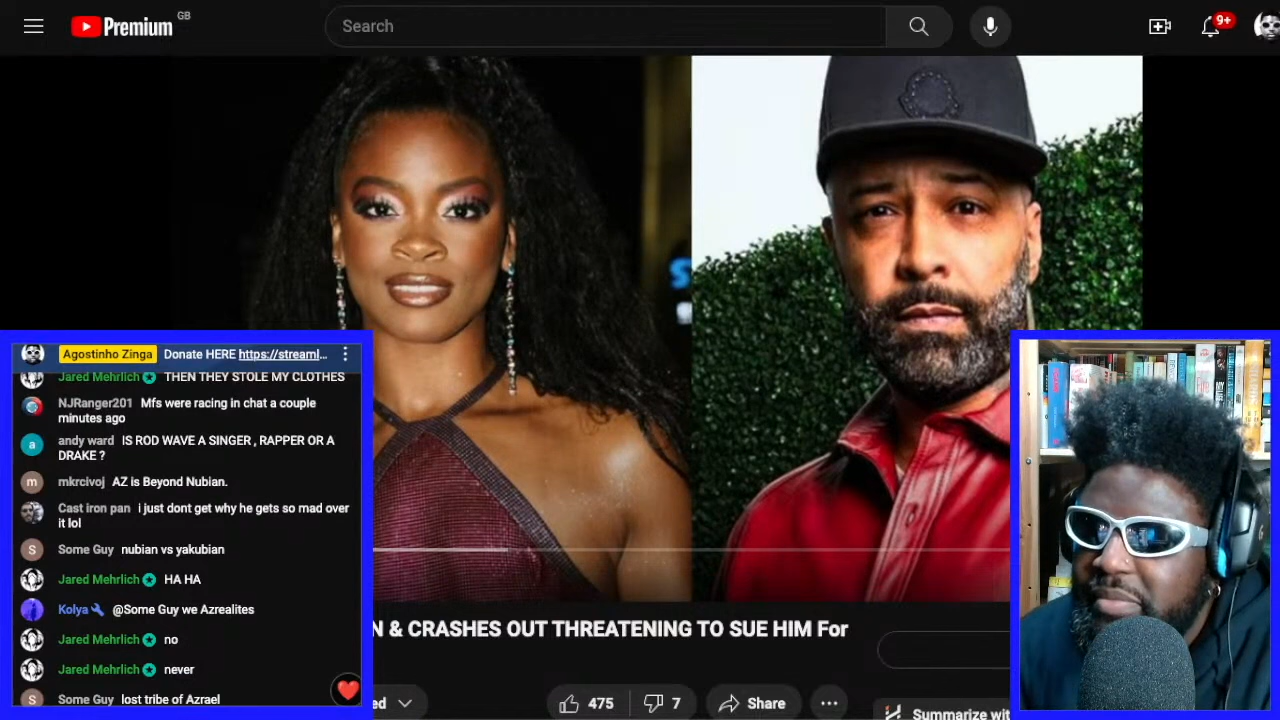 Premium GB
Search
9+
Agostinho Zinga Donate HERE https://streaml...
Jared Mehrlich THEN THEY STOLE MY CLOTHES
NJRanger201 Mfs were racing in chat a couple
minutes ago
a andy ward IS ROD WAVE A SINGER , RAPPER OR A
DRAKE ?
m mkrcivoj AZ is Beyond Nubian.
Cast iron pan i just dont get why he gets so mad over
it lol
S Some Guy nubian vs yakubian
Jared Mehrlich HA HA
Kolya @Some Guy we Azrealites
Jared Mehrlich no
Jared Mehrlich never
S Some Guy lost tribe of Azrael
N & CRASHES OUT THREATENING TO SUE HIM For
ed
475
7
Share
Summarize wit